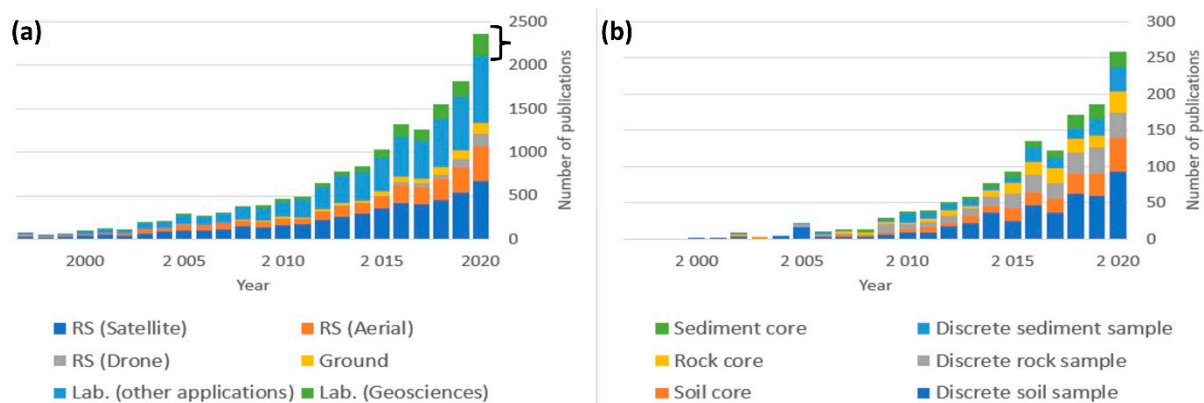 (a)
2500
2000
1500
1000
500
0
Number of publications
2000
2 005
2 010
2 015
2020
Year
RS (Satellite)
RS (Aerial)
RS (Drone)
Ground
Lab. (other applications)
Lab. (Geosciences)
(b)
300
250
200
150
100
50
0
Number of publications
2 000
2 005
2 010
2 015
2 020
Year
Sediment core
Discrete sediment sample
Rock core
Discrete rock sample
Soil core
Discrete soil sample